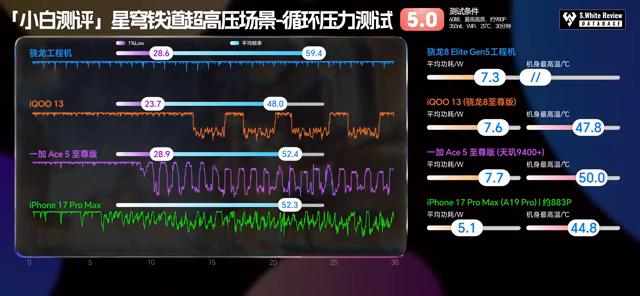 「小白测评」星穹铁道超高压场景-循环压力测试
5.0
测试条件
60帧、最高画质、约980P
350nit、WiFi、25℃、30分钟
S.White Review
DATABASE
1%Low
平均帧率
骁龙工程机
28.6
59.4
iQOO 13
23.7
48.0
一加 Ace 5 至尊版
28.9
52.4
iPhone 17 Pro Max
52.3
0
5
10
15
20
25
30
骁龙8 Elite Gen5工程机
平均功耗/W
机身最高温/℃
7.3
//
iQOO 13 (骁龙8至尊版)
平均功耗/W
机身最高温/℃
7.6
47.8
一加 Ace 5 至尊版 (天玑9400+)
平均功耗/W
机身最高温/℃
7.7
50.0
iPhone 17 Pro Max (A19 Pro) | 约883P
平均功耗/W
机身最高温/℃
5.1
44.8